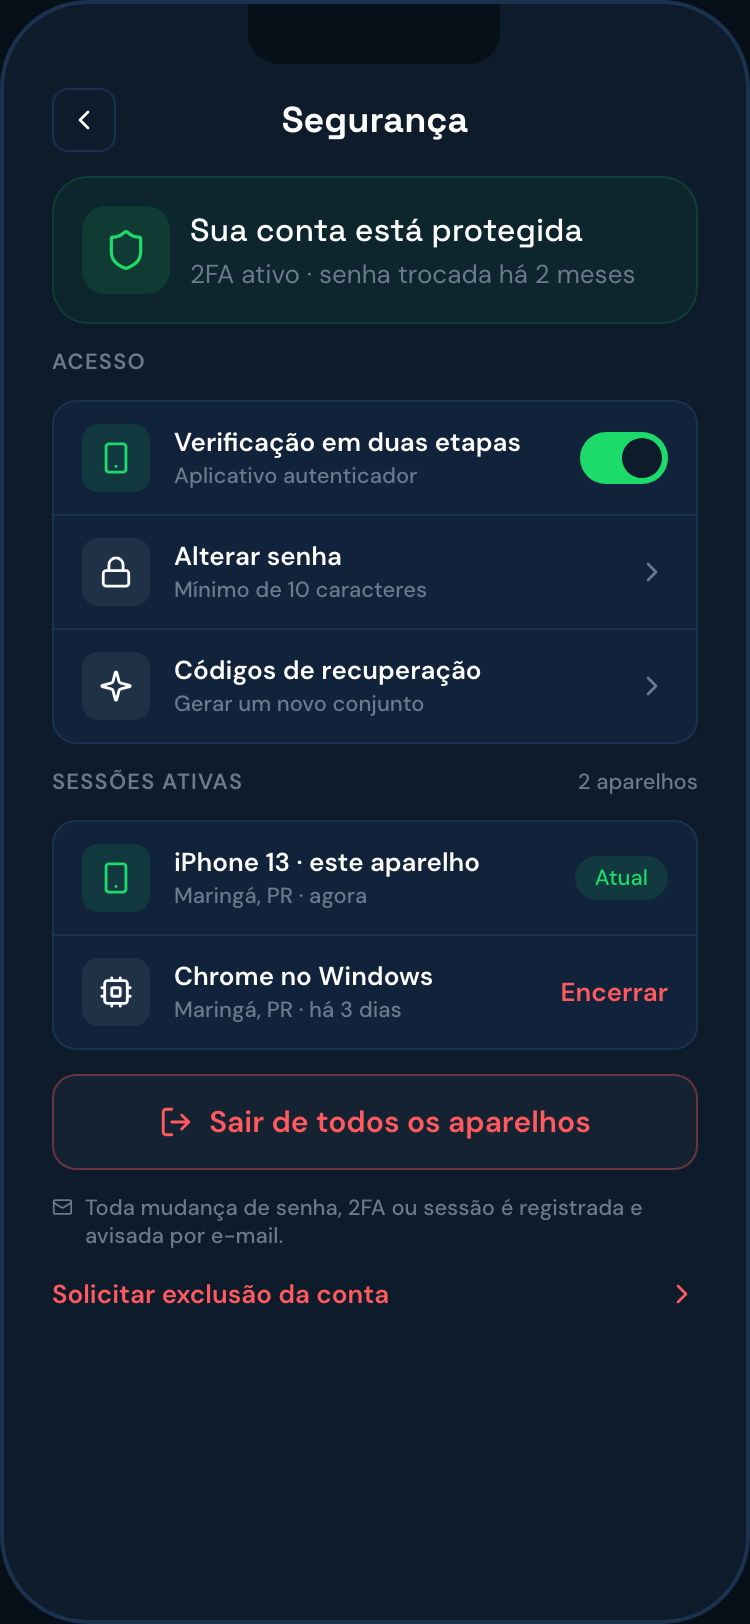 Segurança
Sua conta está protegida
2FA ativo · senha trocada há 2 meses
ACESSO
Verificação em duas etapas
Aplicativo autenticador
Alterar senha
Mínimo de 10 caracteres
Códigos de recuperação
Gerar um novo conjunto
SESSÕES ATIVAS
2 aparelhos
iPhone 13 · este aparelho
Maringá, PR · agora
Atual
Chrome no Windows
Maringá, PR · há 3 dias
Encerrar
Sair de todos os aparelhos
Toda mudança de senha, 2FA ou sessão é registrada e
avisada por e-mail.
Solicitar exclusão da conta